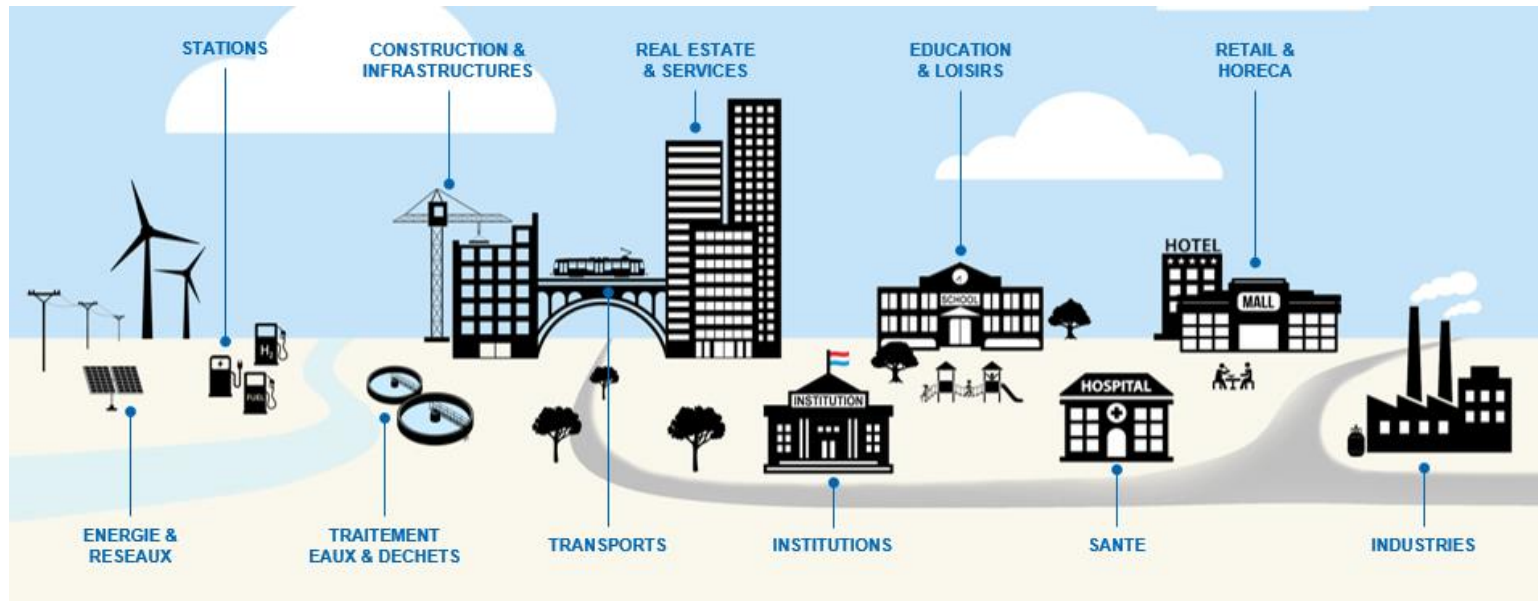 STATIONS
CONSTRUCTION &
INFRASTRUCTURES
REAL ESTATE
& SERVICES
EDUCATION
& LOISIRS
RETAIL &
HORECA
HOTEL
MALL
SCHOOL
H2
FUEL
INSTITUTION
HOSPITAL
ENERGIE &
RESEAUX
TRAITEMENT
EAUX & DECHETS
TRANSPORTS
INSTITUTIONS
SANTE
INDUSTRIES